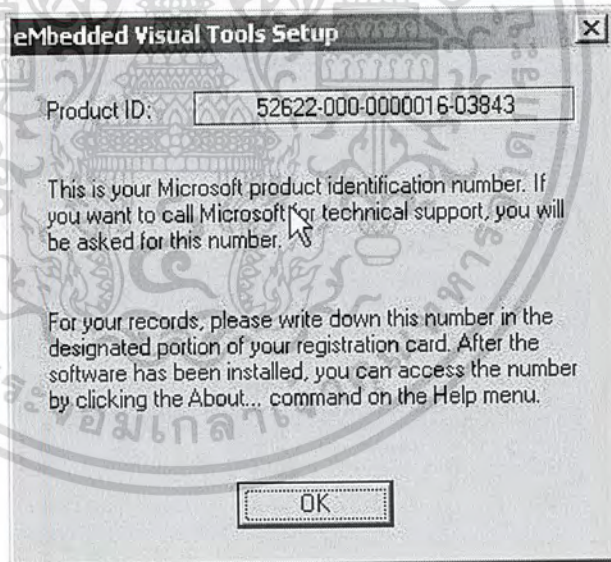 eMbedded Visual Tools Setup
Product ID: 52622-000-0000016-03843
This is your Microsoft product identification number. If
you want to call Microsoft for technical support, you will
be asked for this number.
For your records, please write down this number in the
designated portion of your registration card. After the
software has been installed, you can access the number
by clicking the About... command on the Help menu.
OK